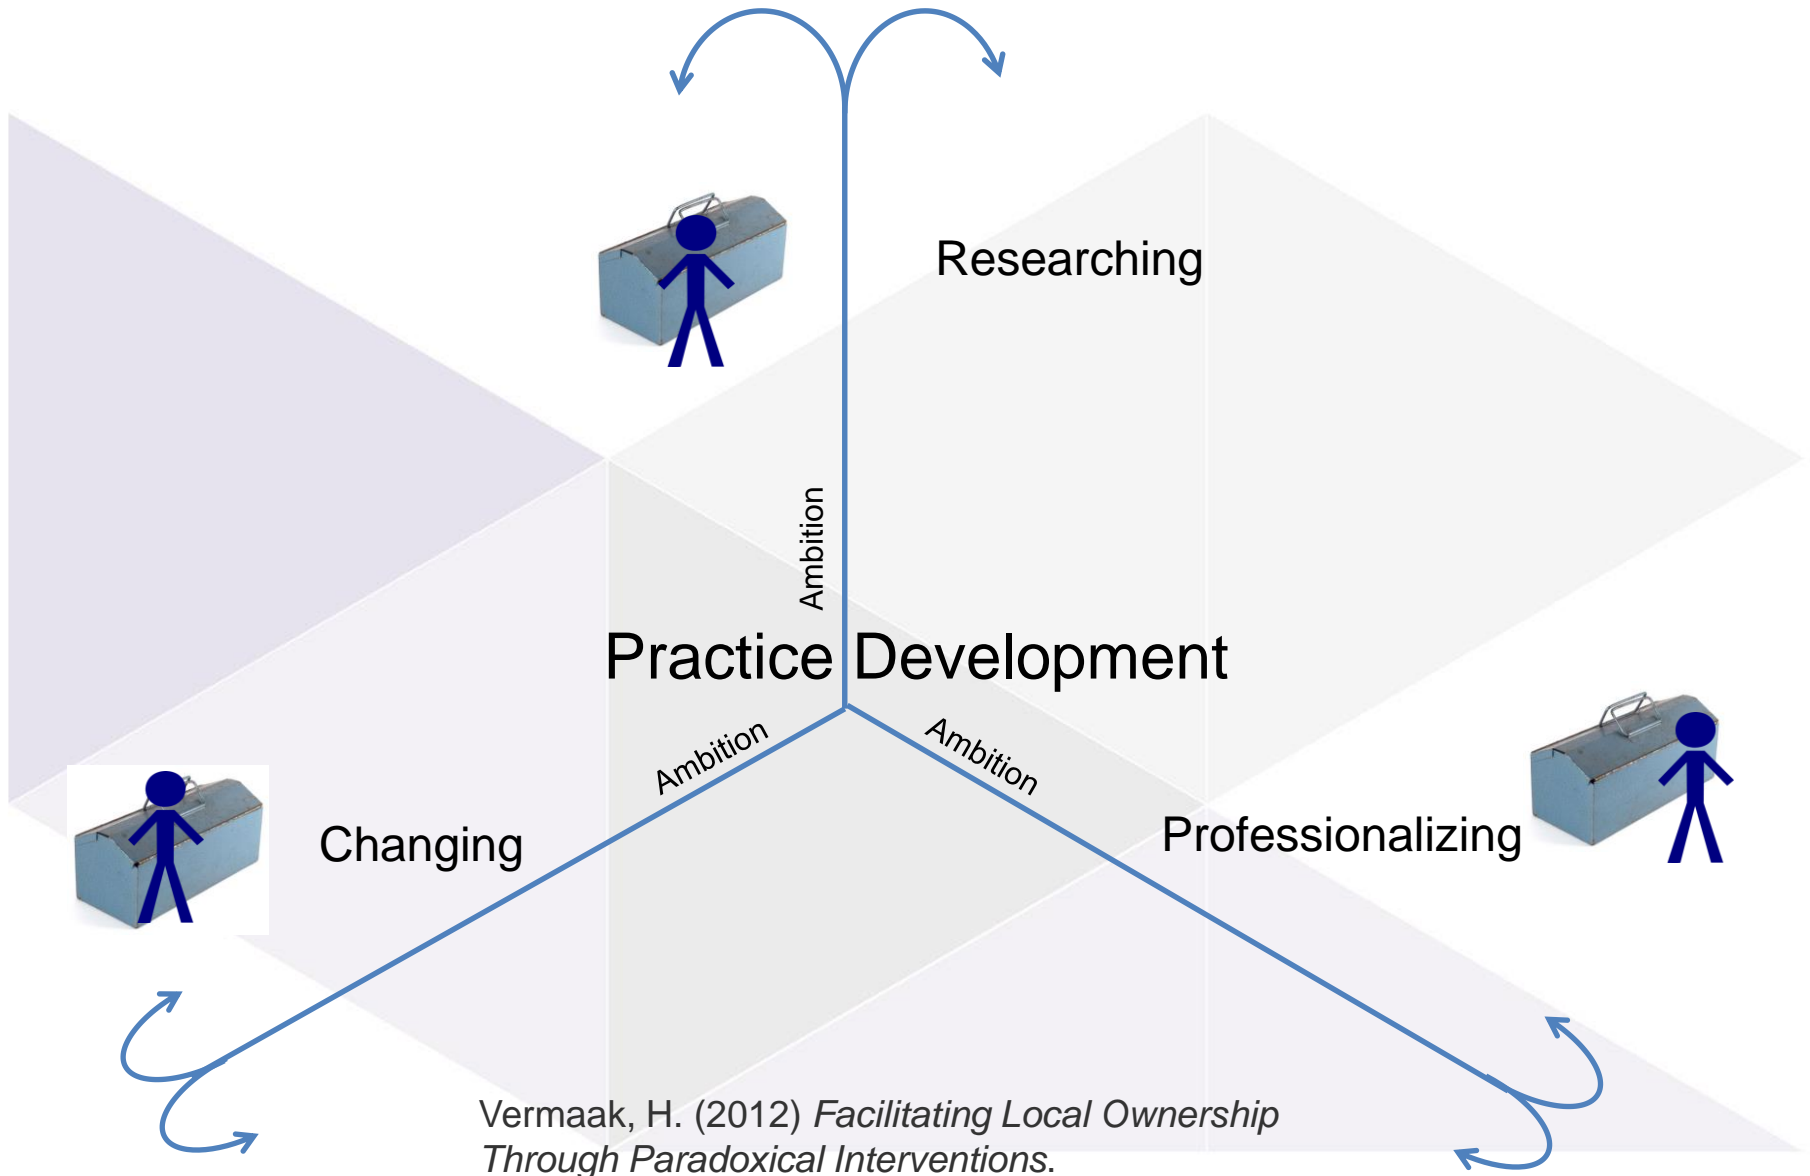 Researching
Ambition
Practice Development
Ambition
Ambition
Changing
Professionalizing
Vermaak, H. (2012) Facilitating Local Ownership
Through Paradoxical Interventions.